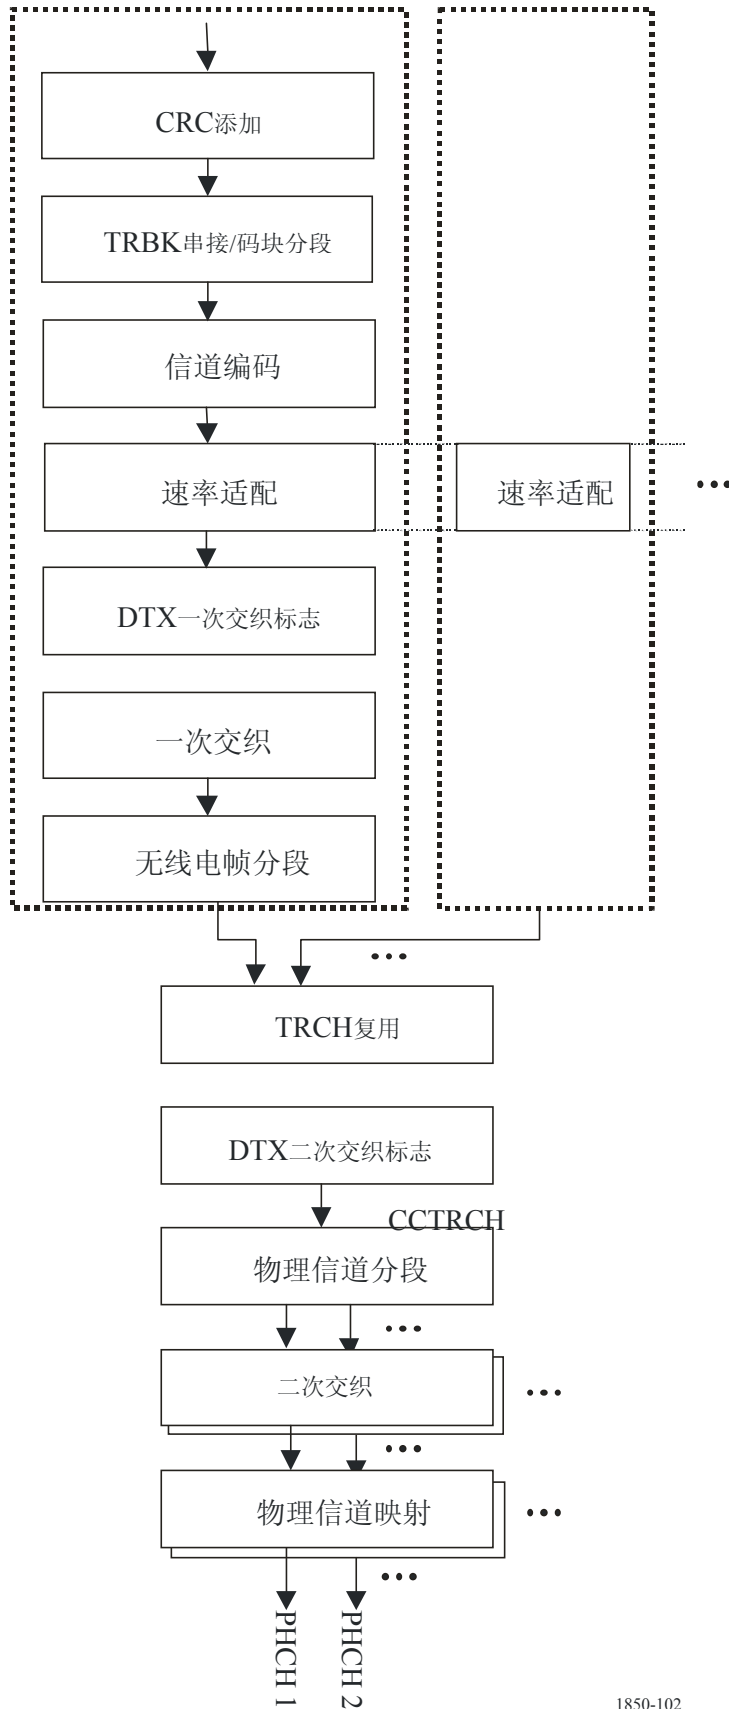 CRC添加
TRBK串接/码块分段
信道编码
速率适配
速率适配
...
DTX一次交织标志
一次交织
无线电帧分段
...
TRCH复用
DTX二次交织标志
CCTRCH
物理信道分段
...
二次交织
...
...
物理信道映射
...
...
PHCH 1
PHCH 2
1850-102